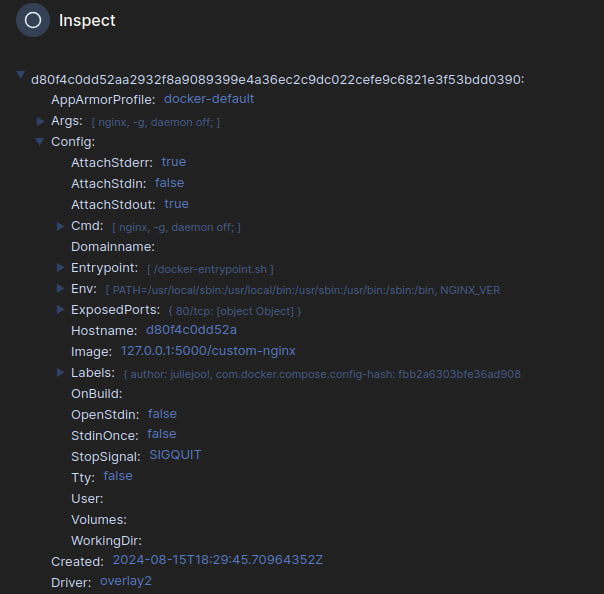 Inspect
d80f4c0dd52aa2932f8a9089399e4a36ec2c9dc022cefe9c6821e3f53bdd0390:
AppArmorProfile: docker-default
Args: [ nginx, -g, daemon off; ]
Config:
AttachStderr: true
AttachStdin: false
AttachStdout: true
Cmd: [ nginx, -g, daemon off; ]
Domainname:
Entrypoint: [ /docker-entrypoint.sh ]
Env: [ PATH=/usr/local/sbin:/usr/local/bin:/usr/sbin:/usr/bin:/sbin:/bin, NGINX_VER
ExposedPorts: { 80/tcp: [object Object] }
Hostname: d80f4c0dd52a
Image: 127.0.0.1:5000/custom-nginx
Labels: { author: juliejool, com.docker.compose.config-hash: fbb2a6303bfe36ad908
OnBuild:
OpenStdin: false
StdinOnce: false
StopSignal: SIGQUIT
Tty: false
User:
Volumes:
WorkingDir:
Created: 2024-08-15T18:29:45.70964352Z
Driver: overlay2